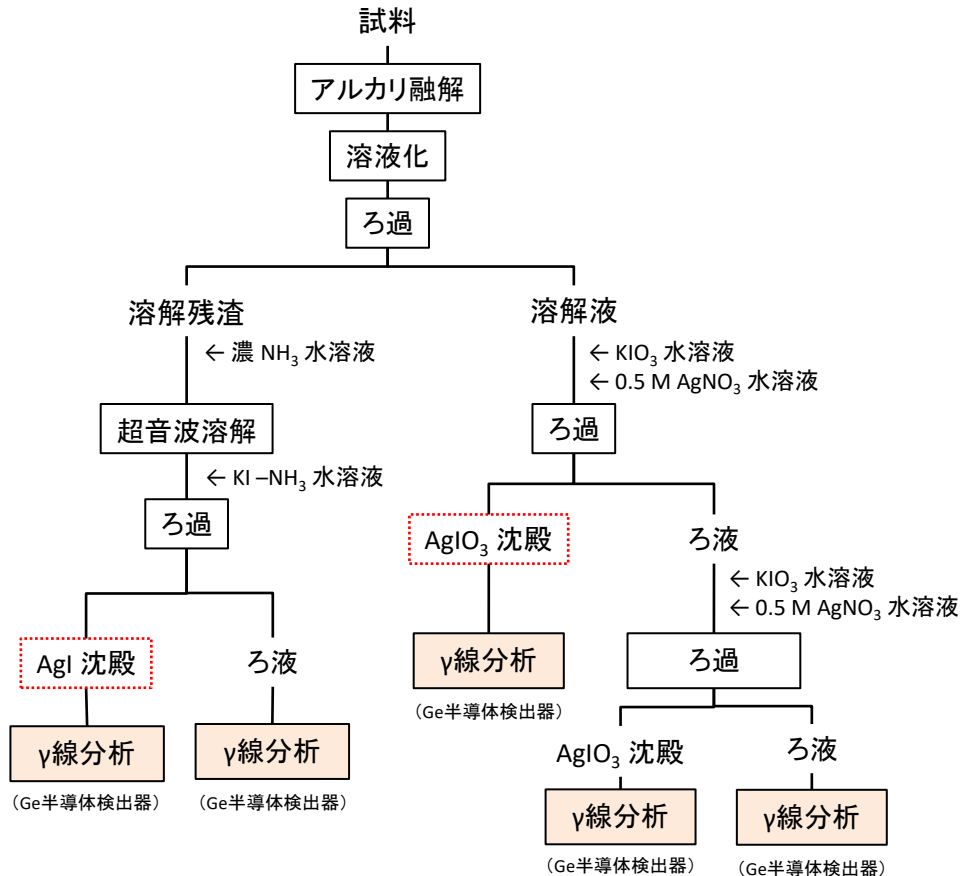 試料
アルカリ融解
溶液化
ろ過
溶解残渣
← 濃 NH₃ 水溶液
超音波溶解
← KI –NH₃ 水溶液
ろ過
AgI 沈殿
ろ液
γ線分析
γ線分析
（Ge半導体検出器）
（Ge半導体検出器）
溶解液
← KIO₃ 水溶液
← 0.5 M AgNO₃ 水溶液
ろ過
AgIO₃ 沈殿
ろ液
γ線分析
（Ge半導体検出器）
← KIO₃ 水溶液
← 0.5 M AgNO₃ 水溶液
ろ過
AgIO₃ 沈殿
ろ液
γ線分析
γ線分析
（Ge半導体検出器）
（Ge半導体検出器）